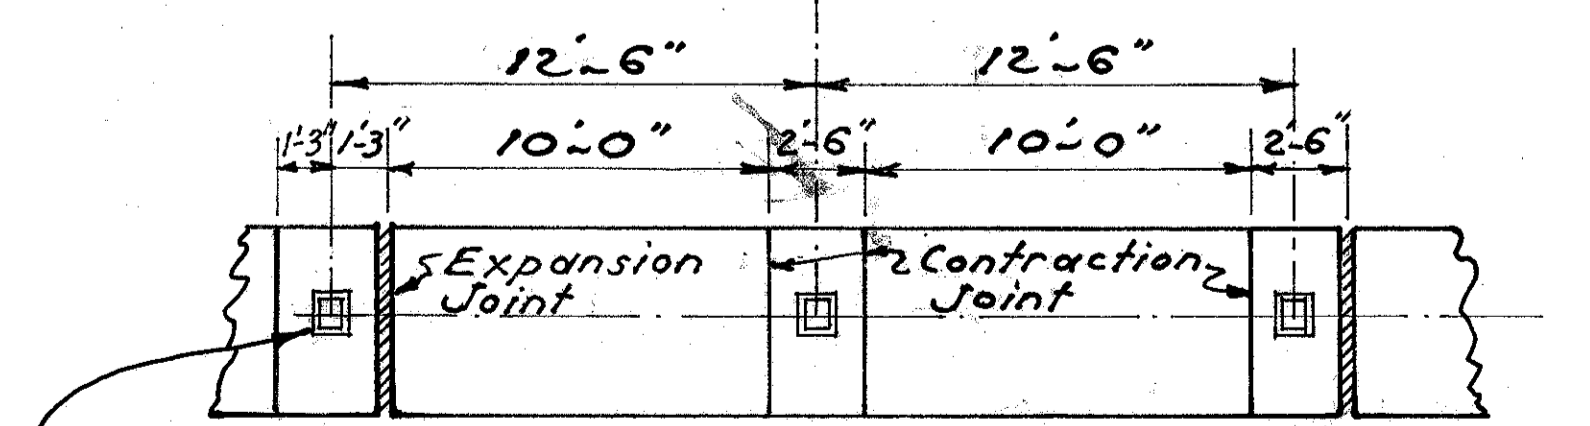 12'-6" 12'-6"
1'-3" 1'-3" 10'-0" 2'-6" 10'-0" 2'-6"
Expansion
Joint
Contraction
Joint